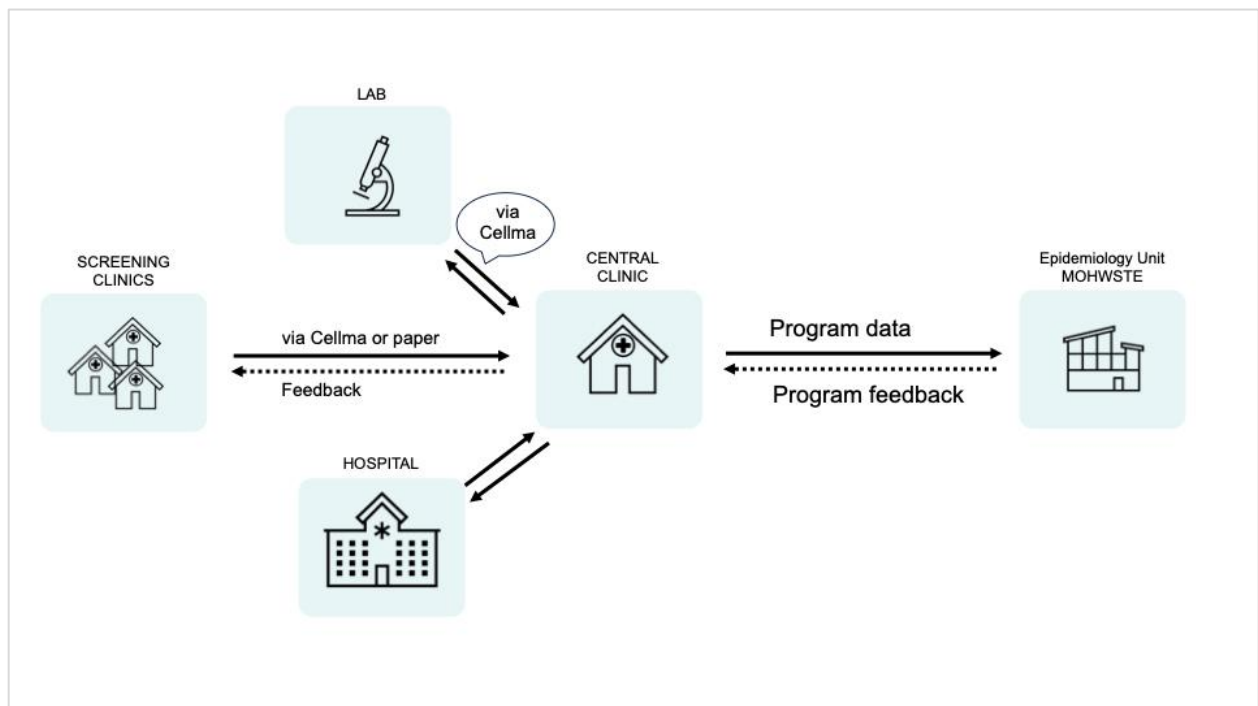 LAB
via
Cellma
SCREENING
CLINICS
CENTRAL
CLINIC
Epidemiology Unit
MOHWSTE
via Cellma or paper
Program data
Feedback
Program feedback
HOSPITAL